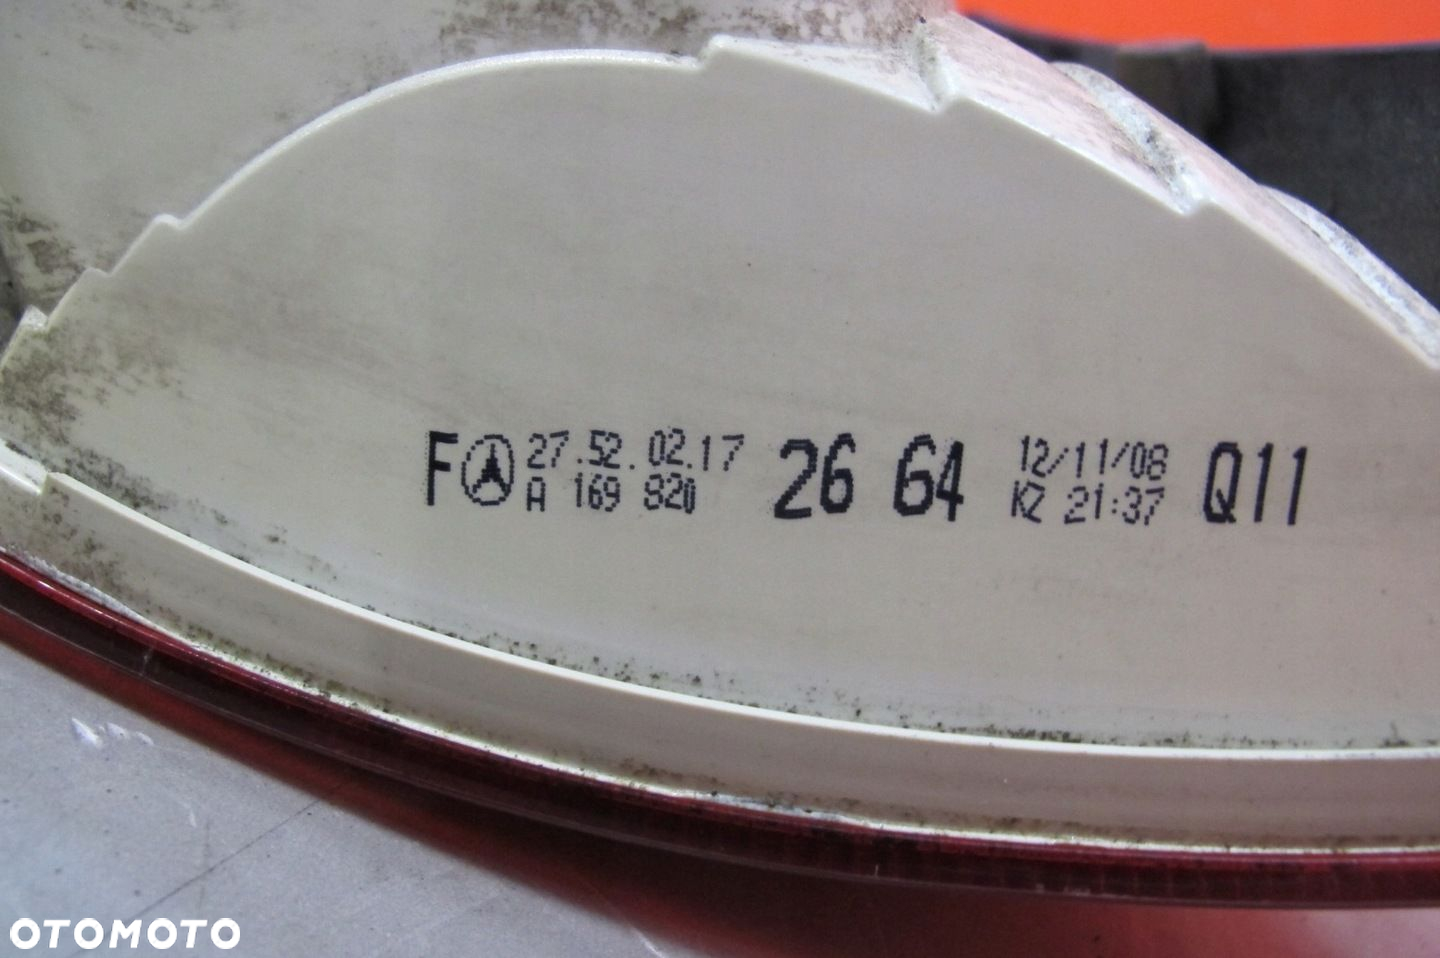 F 27.52.02.17 26 64 12/11/08 Q11
A 169 820 KZ 21:37
OTOMOTO